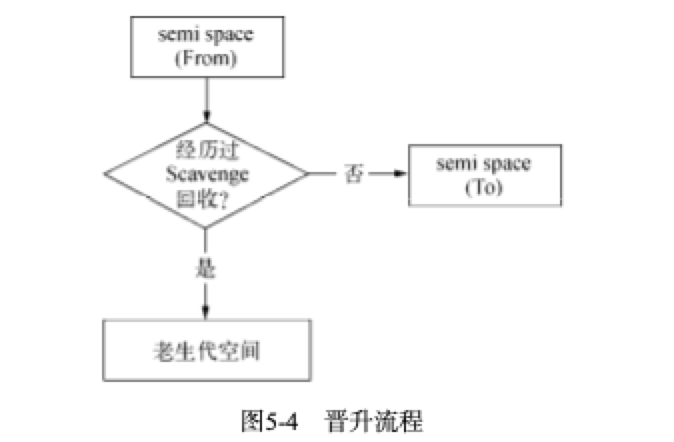 semi space
(From)
经历过
Scavenge
回收?
否
semi space
(To)
是
老生代空间
图5-4 晋升流程